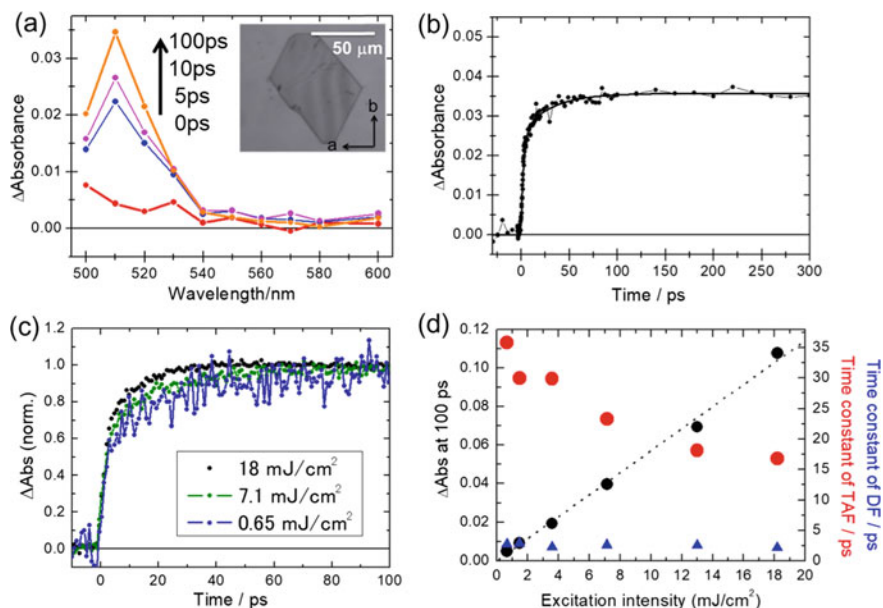 (a)
0.03
0.02
0.01
0.00
ΔAbsorbance
100ps
10ps
5ps
0ps
50 μm
b
a
500 520 540 560 580 600
Wavelength/nm
(b)
0.05
0.04
0.03
0.02
0.01
0.00
ΔAbsorbance
0 50 100 150 200 250 300
Time / ps
(c)
1.2
1.0
0.8
0.6
0.4
0.2
0.0
ΔAbs (norm.)
18 mJ/cm²
7.1 mJ/cm²
0.65 mJ/cm²
0 20 40 60 80 100
Time / ps
(d)
0.12
0.10
0.08
0.06
0.04
0.02
0.00
ΔAbs at 100 ps
35
30
25
20
15
10
5
0
Time constant of TAF / ps
Time constant of DF / ps
0 2 4 6 8 10 12 14 16 18 20
Excitation intensity (mJ/cm²)